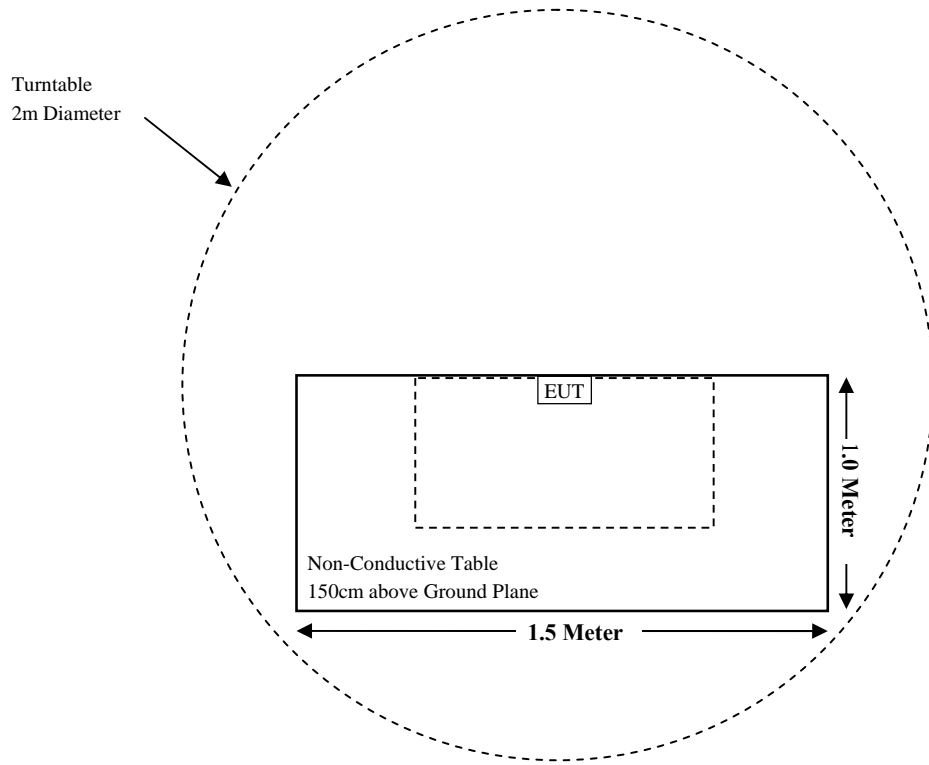 Turntable
2m Diameter
EUT
1.0 Meter
Non-Conductive Table
150cm above Ground Plane
1.5 Meter